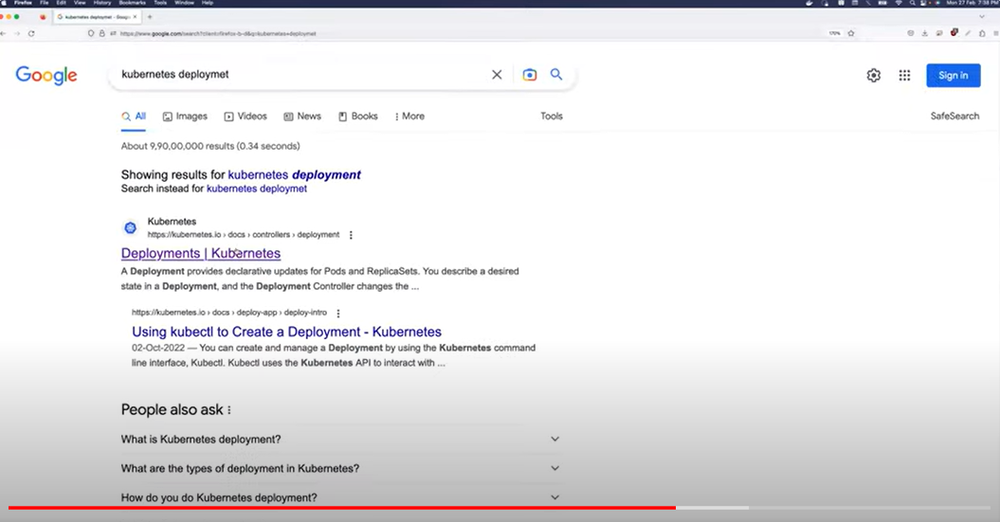 Firefox File Edit View History Bookmarks Tools Window Help
Mon 27 Feb 7:38 PM
kubernetes deploymet - Google
https://www.google.com/search?client=firefox-b-d&q=kubernetes+deploymet
170%
Google
kubernetes deploymet
Sign in
All Images Videos News Books More Tools SafeSearch
About 9,90,00,000 results (0.34 seconds)
Showing results for kubernetes deployment
Search instead for kubernetes deploymet
Kubernetes
https://kubernetes.io › docs › controllers › deployment
Deployments | Kubernetes
A Deployment provides declarative updates for Pods and ReplicaSets. You describe a desired
state in a Deployment, and the Deployment Controller changes the ...
https://kubernetes.io › docs › deploy-app › deploy-intro
Using kubectl to Create a Deployment - Kubernetes
02-Oct-2022 — You can create and manage a Deployment by using the Kubernetes command
line interface, Kubectl. Kubectl uses the Kubernetes API to interact with ...
People also ask
What is Kubernetes deployment?
What are the types of deployment in Kubernetes?
How do you do Kubernetes deployment?